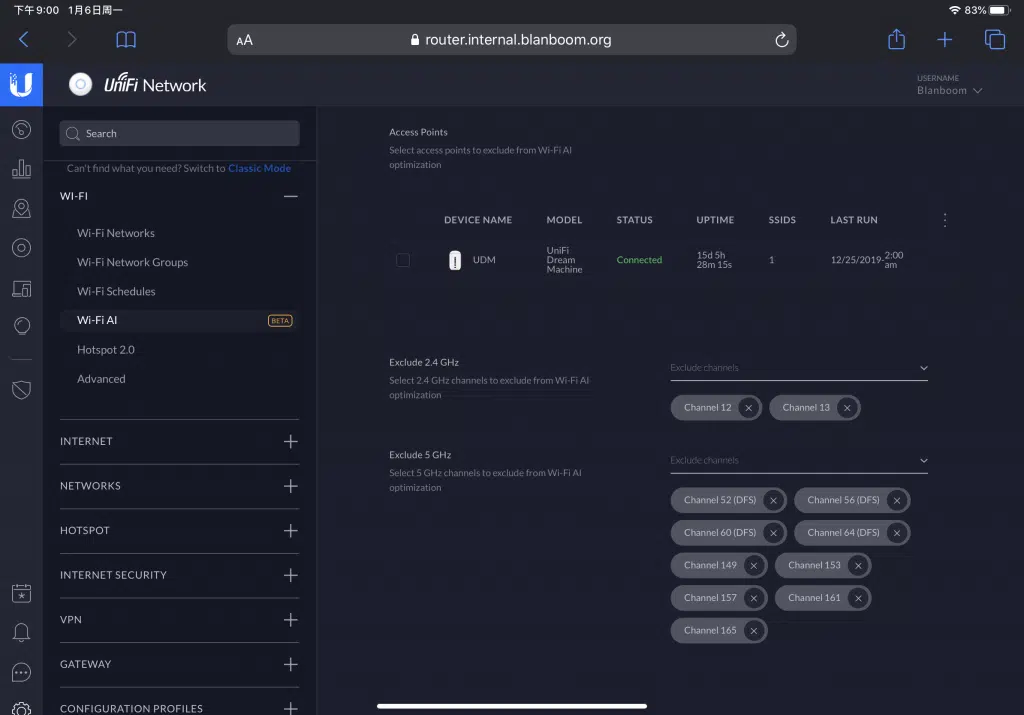 下午9:00 1月6日周一
83%
AA
router.internal.blanboom.org
UniFi Network
USERNAME
Blanboom
Search
Can't find what you need? Switch to Classic Mode
WI-FI
Wi-Fi Networks
Wi-Fi Network Groups
Wi-Fi Schedules
Wi-Fi AI BETA
Hotspot 2.0
Advanced
INTERNET
NETWORKS
HOTSPOT
INTERNET SECURITY
VPN
GATEWAY
CONFIGURATION PROFILES
Access Points
Select access points to exclude from Wi-Fi AI
optimization
DEVICE NAME MODEL STATUS UPTIME SSIDS LAST RUN
UDM
UniFi
Dream
Machine
Connected
15d 5h
28m 15s
1
12/25/2019- 2:00
am
Exclude 2.4 GHz
Select 2.4 GHz channels to exclude from Wi-Fi AI
optimization
Exclude channels
Channel 12 Channel 13
Exclude 5 GHz
Select 5 GHz channels to exclude from Wi-Fi AI
optimization
Exclude channels
Channel 52 (DFS) Channel 56 (DFS)
Channel 60 (DFS) Channel 64 (DFS)
Channel 149 Channel 153
Channel 157 Channel 161
Channel 165